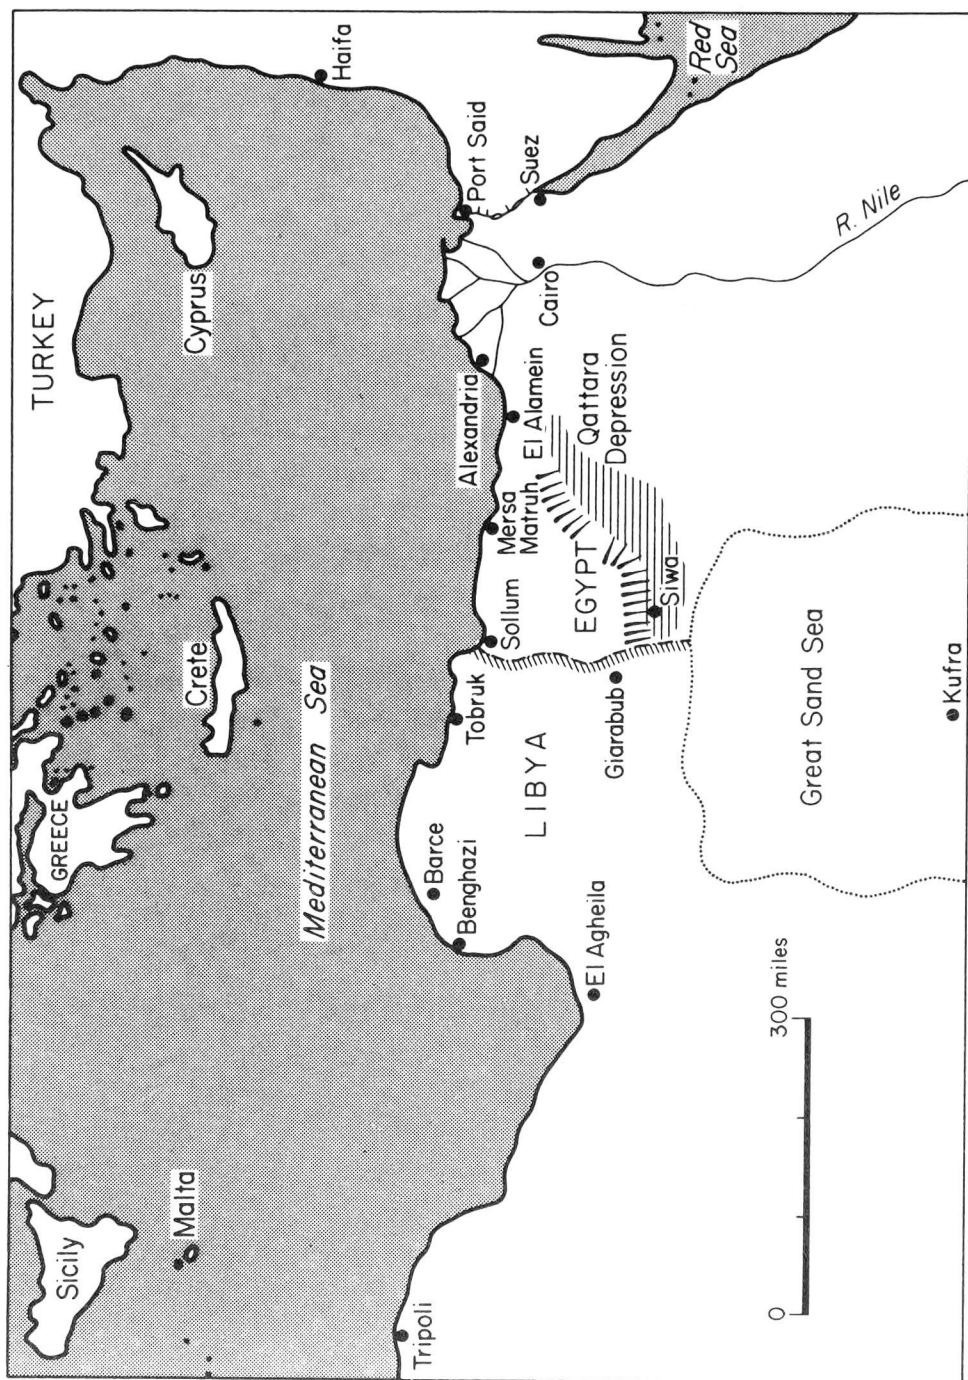 TURKEY
GREECE
Sicily
Malta
Crete
Cyprus
Haifa
Mediterranean Sea
Tripoli
Benghazi
Barce
Tobruk
Sollum
Mersa
Matruh
Alexandria
El Alamein
Port Said
Suez
Cairo
Red
Sea
R. Nile
El Agheila
LIBYA
Giarabub
EGYPT
Siwa
Qattara
Depression
Great Sand Sea
Kufra
0
300 miles